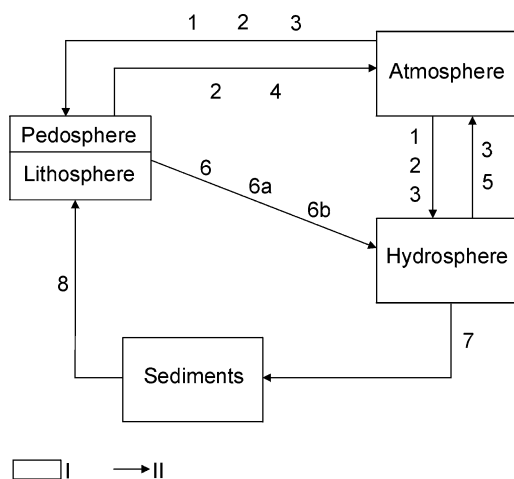 1 2 3
Atmosphere
2 4
Pedosphere
Lithosphere
1
2
3
3
5
6
6a
6b
Hydrosphere
8
7
Sediments
I
II